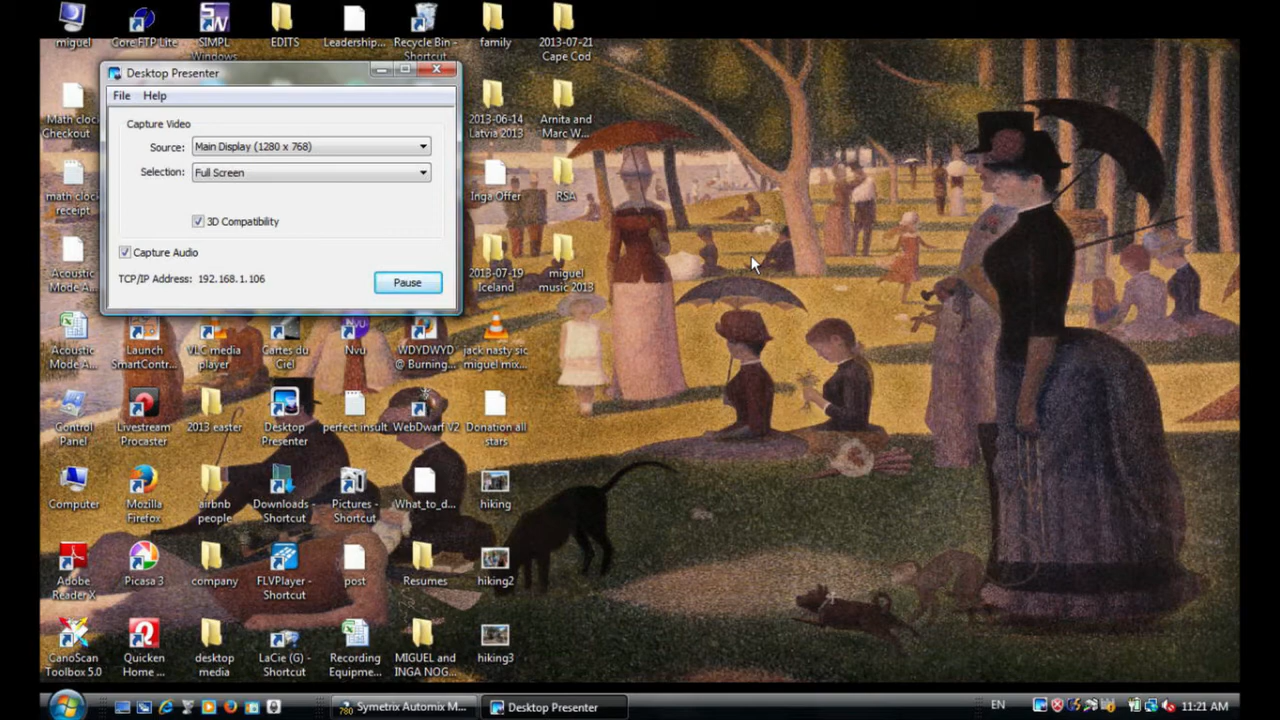 miguel
Core FTP Lite
SIMPL
Windows
EDITS
Leadership...
Recycle Bin -
Shortcut
family
2013-07-21
Cape Cod
Desktop Presenter
File Help
Capture Video
Source: Main Display (1280 x 768)
Selection: Full Screen
3D Compatibility
Capture Audio
TCP/IP Address: 192.168.1.106
Pause
Math clock
Checkout
2013-06-14
Latvia 2013
Arnita and
Marc W...
math clock
receipt
Inga Offer
RSA
Acoustic
Mode A...
2013-07-19
Iceland
miguel
music 2013
Acoustic
Mode A...
Launch
SmartContr...
VLC media
player
Cartes du
Ciel
Nvu
WDYDWYD
@ Burning...
jack nasty sic
miguel mix...
Control
Panel
Livestream
Procaster
2013 easter
Desktop
Presenter
perfect insult
WebDwarf V2
Donation all
stars
Computer
Mozilla
Firefox
airbnb
people
Downloads -
Shortcut
Pictures -
Shortcut
What_to_d...
hiking
Adobe
Reader X
Picasa 3
company
FLVPlayer -
Shortcut
post
Resumes
hiking2
CanoScan
Toolbox 5.0
Quicken
Home ...
desktop
media
LaCie (G) -
Shortcut
Recording
Equipme...
MIGUEL and
INGA NOG...
hiking3
780 Symetrix Automix M...
Desktop Presenter
EN
11:21 AM